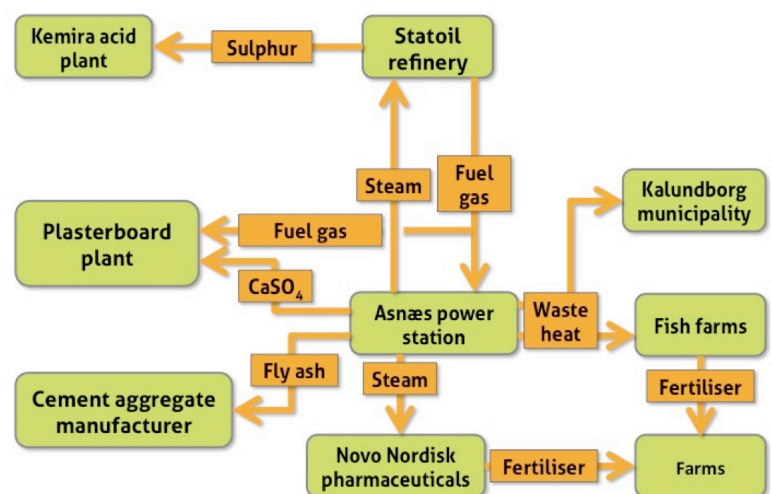 Kemira acid
plant
Sulphur
Statoil
refinery
Steam
Fuel
gas
Kalundborg
municipality
Plasterboard
plant
Fuel gas
CaSO₄
Asnæs power
station
Waste
heat
Fish farms
Fly ash
Steam
Fertiliser
Cement aggregate
manufacturer
Novo Nordisk
pharmaceuticals
Fertiliser
Farms